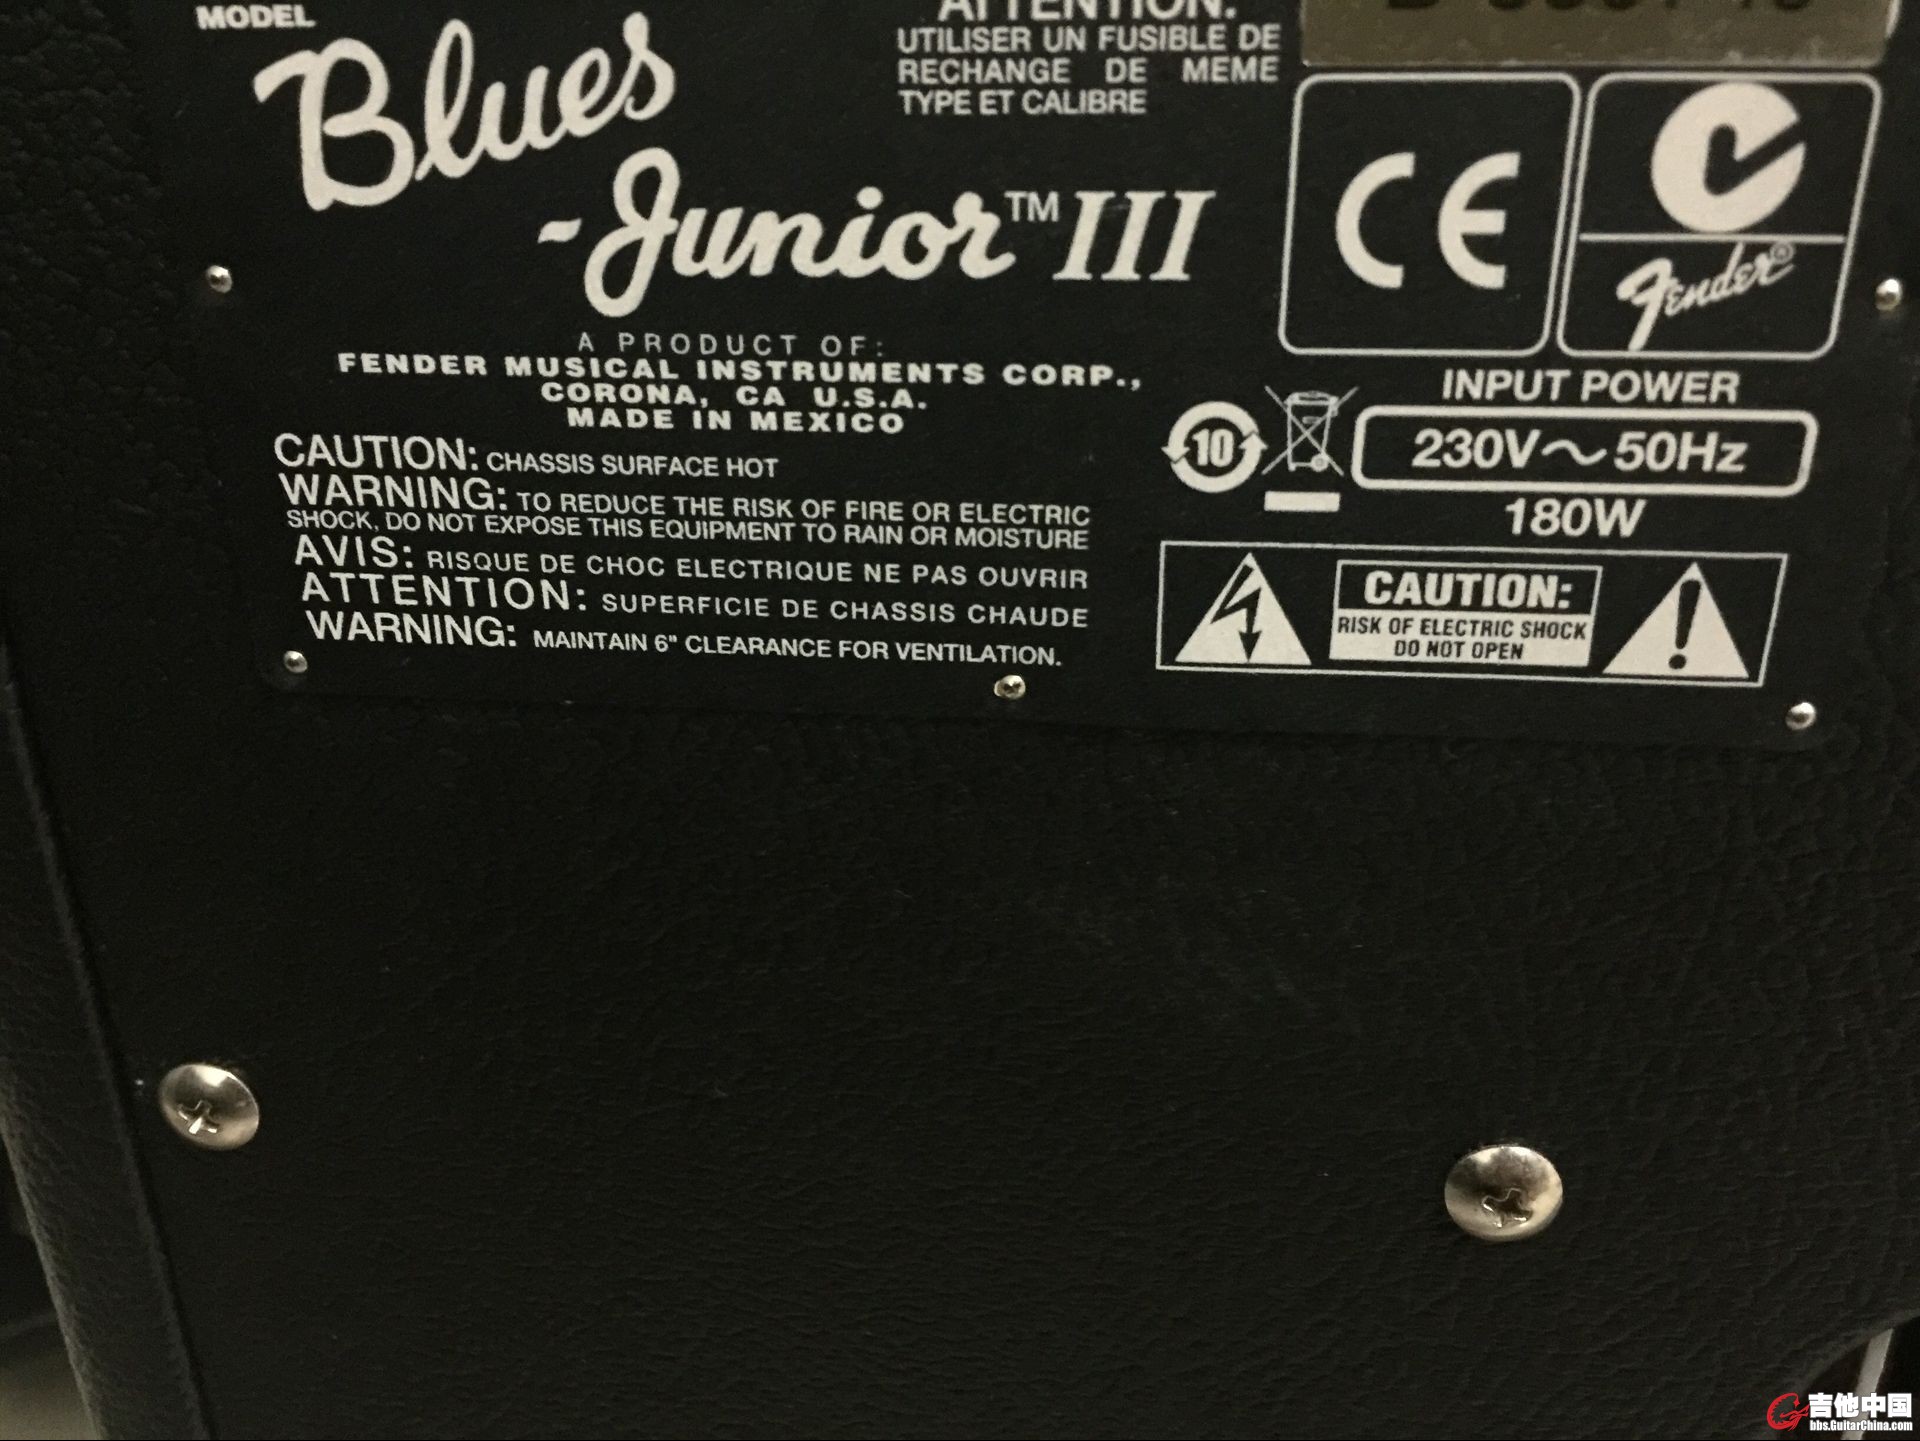 MODEL
Blues
Junior™ III
ATTENTION:
UTILISER UN FUSIBLE DE
RECHANGE DE MEME
TYPE ET CALIBRE
CE
Fender®
A PRODUCT OF:
FENDER MUSICAL INSTRUMENTS CORP.,
CORONA, CA U.S.A.
MADE IN MEXICO
CAUTION: CHASSIS SURFACE HOT
WARNING: TO REDUCE THE RISK OF FIRE OR ELECTRIC
SHOCK, DO NOT EXPOSE THIS EQUIPMENT TO RAIN OR MOISTURE
AVIS: RISQUE DE CHOC ELECTRIQUE NE PAS OUVRIR
ATTENTION: SUPERFICIE DE CHASSIS CHAUDE
WARNING: MAINTAIN 6" CLEARANCE FOR VENTILATION.
INPUT POWER
10
230V~50Hz
180W
CAUTION:
RISK OF ELECTRIC SHOCK
DO NOT OPEN
吉他中国
bbs.GuitarChina.com